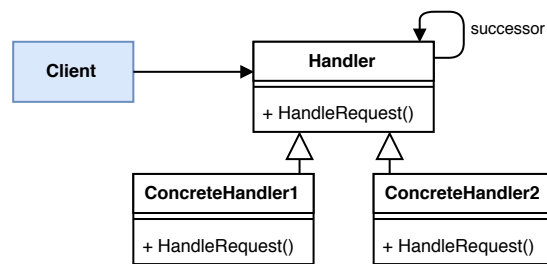 successor
Client
Handler
+ HandleRequest()
ConcreteHandler1
ConcreteHandler2
+ HandleRequest()
+ HandleRequest()